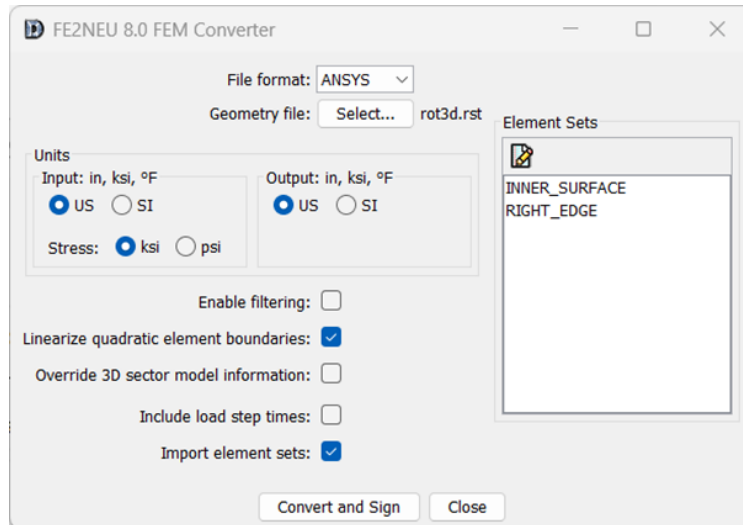 FE2NEU 8.0 FEM Converter
File format: ANSYS
Geometry file: Select... rot3d.rst
Element Sets
INNER_SURFACE
RIGHT_EDGE
Units
Input: in, ksi, °F
US SI
Stress: ksi psi
Output: in, ksi, °F
US SI
Enable filtering:
Linearize quadratic element boundaries:
Override 3D sector model information:
Include load step times:
Import element sets:
Convert and Sign Close